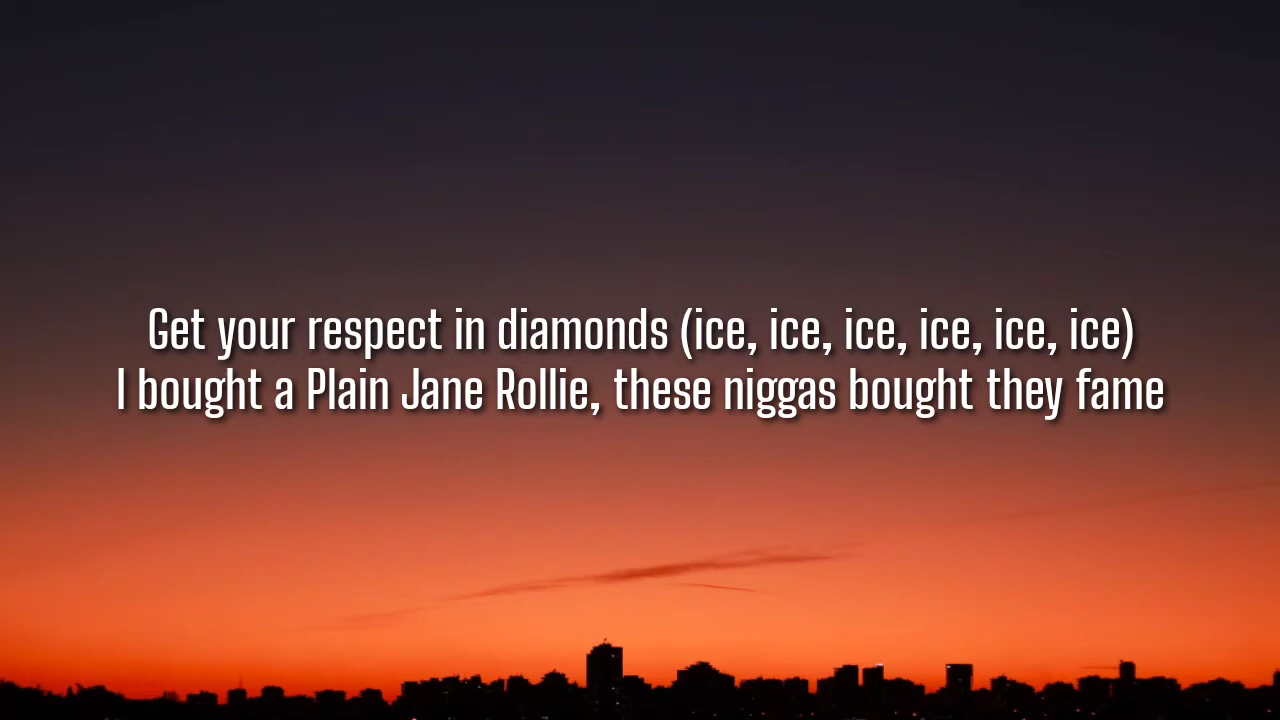 Get your respect in diamonds (ice, ice, ice, ice, ice, ice)
I bought a Plain Jane Rollie, these niggas bought they fame